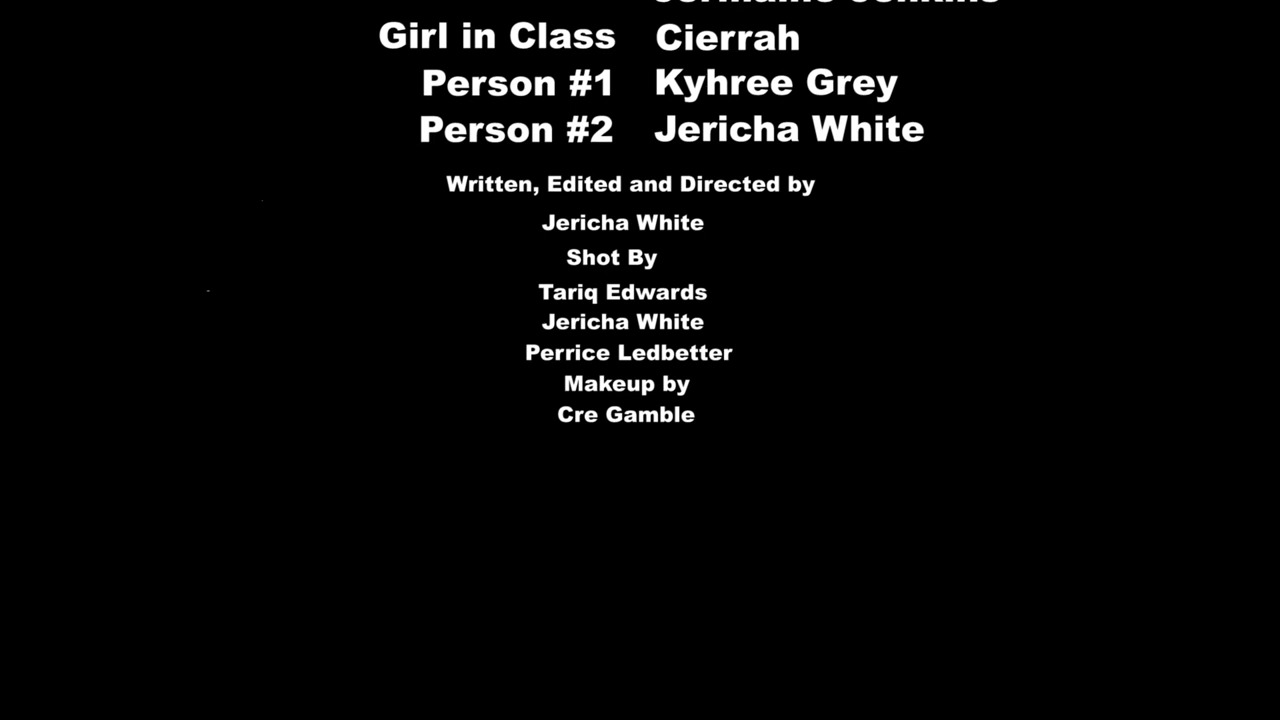 Girl in Class Cierrah
Person #1 Kyhree Grey
Person #2 Jericha White
Written, Edited and Directed by
Jericha White
Shot By
Tariq Edwards
Jericha White
Perrice Ledbetter
Makeup by
Cre Gamble